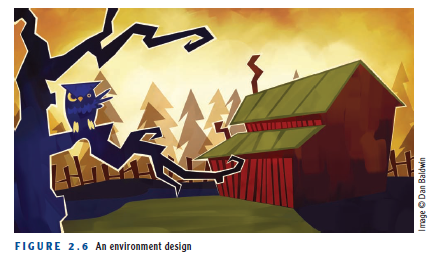 Image © Dan Baldwin
FIGURE 2.6 An environment design